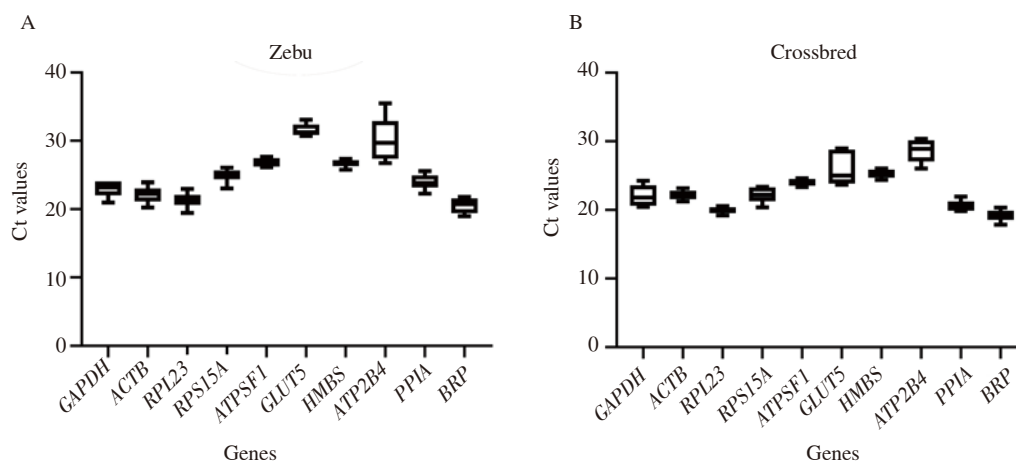 A
Zebu
Ct values
40
30
20
10
0
GAPDH
ACTB
RPL23
RPS15A
ATPSF1
GLUT5
HMBS
ATP2B4
PPIA
BRP
Genes
B
Crossbred
Ct values
40
30
20
10
0
GAPDH
ACTB
RPL23
RPS15A
ATPSF1
GLUT5
HMBS
ATP2B4
PPIA
BRP
Genes